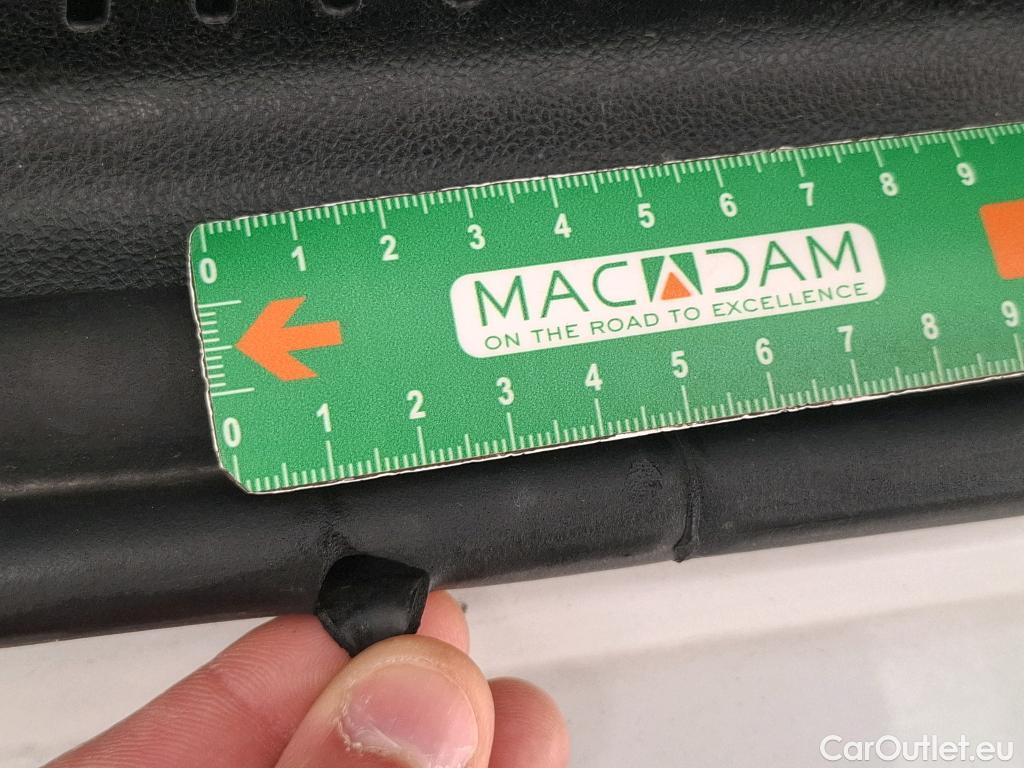 0 1 2 3 4 5 6 7 8 9
MACADAM
ON THE ROAD TO EXCELLENCE
0 1 2 3 4 5 6 7 8 9
CarOutlet.eu